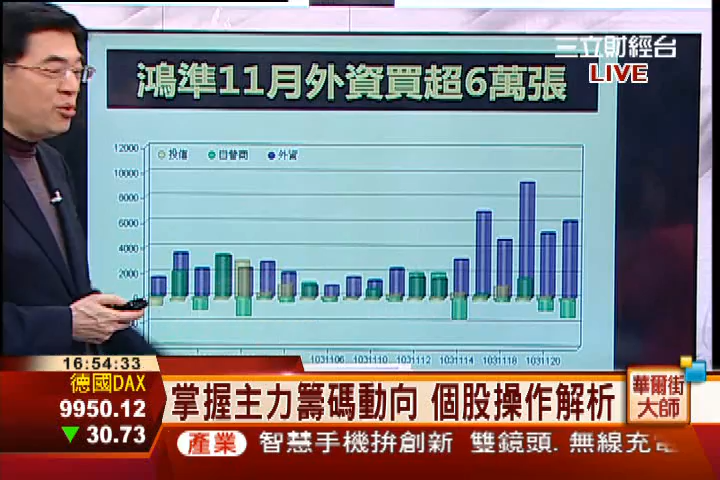 三立財經台
LIVE
鴻準11月外資買超6萬張
投信 自營商 外資
12000
10000
8000
6000
4000
2000
1031106 1031110 1031112 1031114 1031118 1031120
16:54:33
德國DAX
9950.12
▼ 30.73
掌握主力籌碼動向 個股操作解析
華爾街
大師
產業 智慧手機拚創新 雙鏡頭. 無線充電